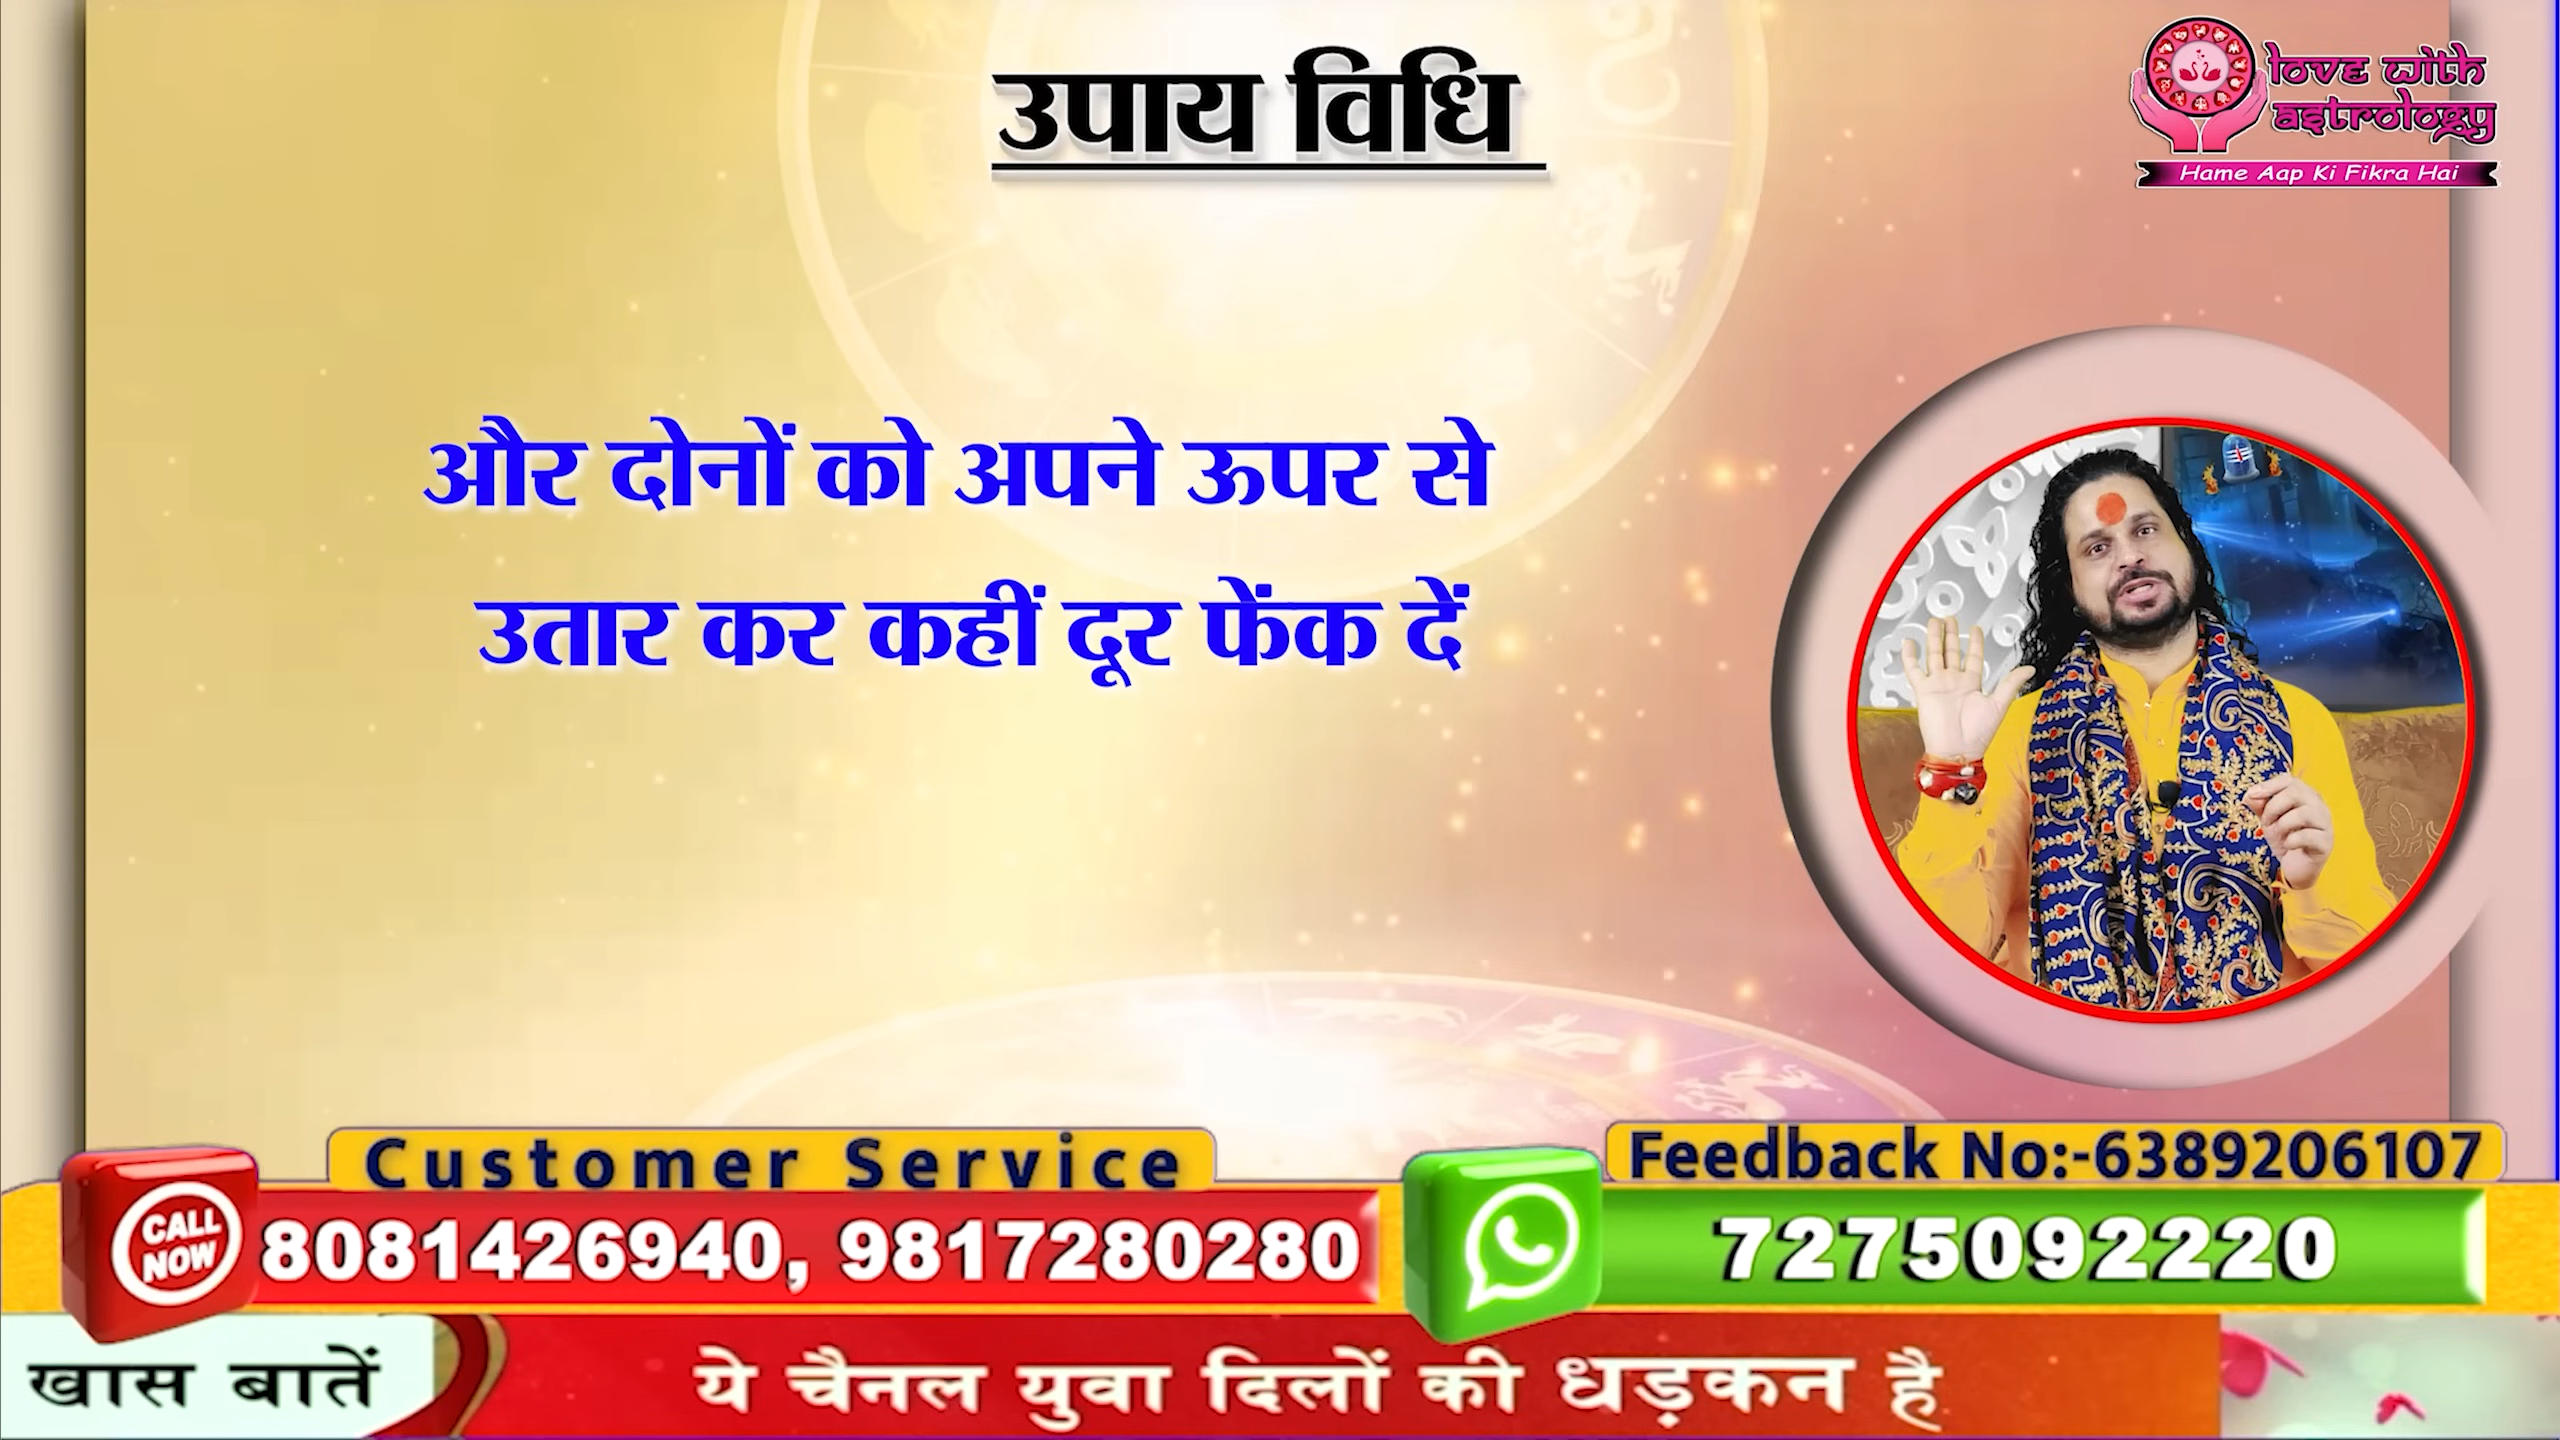 उपाय विधि
love with
astrology
Hame Aap Ki Fikra Hai
और दोनों को अपने ऊपर से
उतार कर कहीं दूर फेंक दें
Customer Service
Feedback No:-6389206107
CALL
NOW
8081426940, 9817280280
7275092220
खास बातें
ये चैनल युवा दिलों की धड़कन है